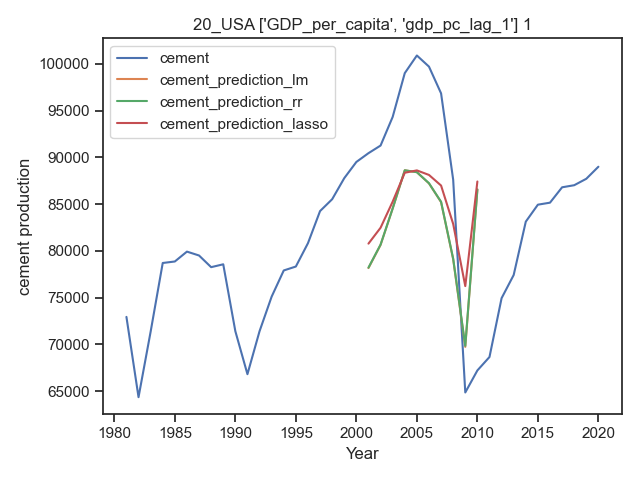 20_USA ['GDP_per_capita', 'gdp_pc_lag_1'] 1
cement
cement_prediction_lm
cement_prediction_rr
cement_prediction_lasso
cement production
100000
95000
90000
85000
80000
75000
70000
65000
1980 1985 1990 1995 2000 2005 2010 2015 2020
Year